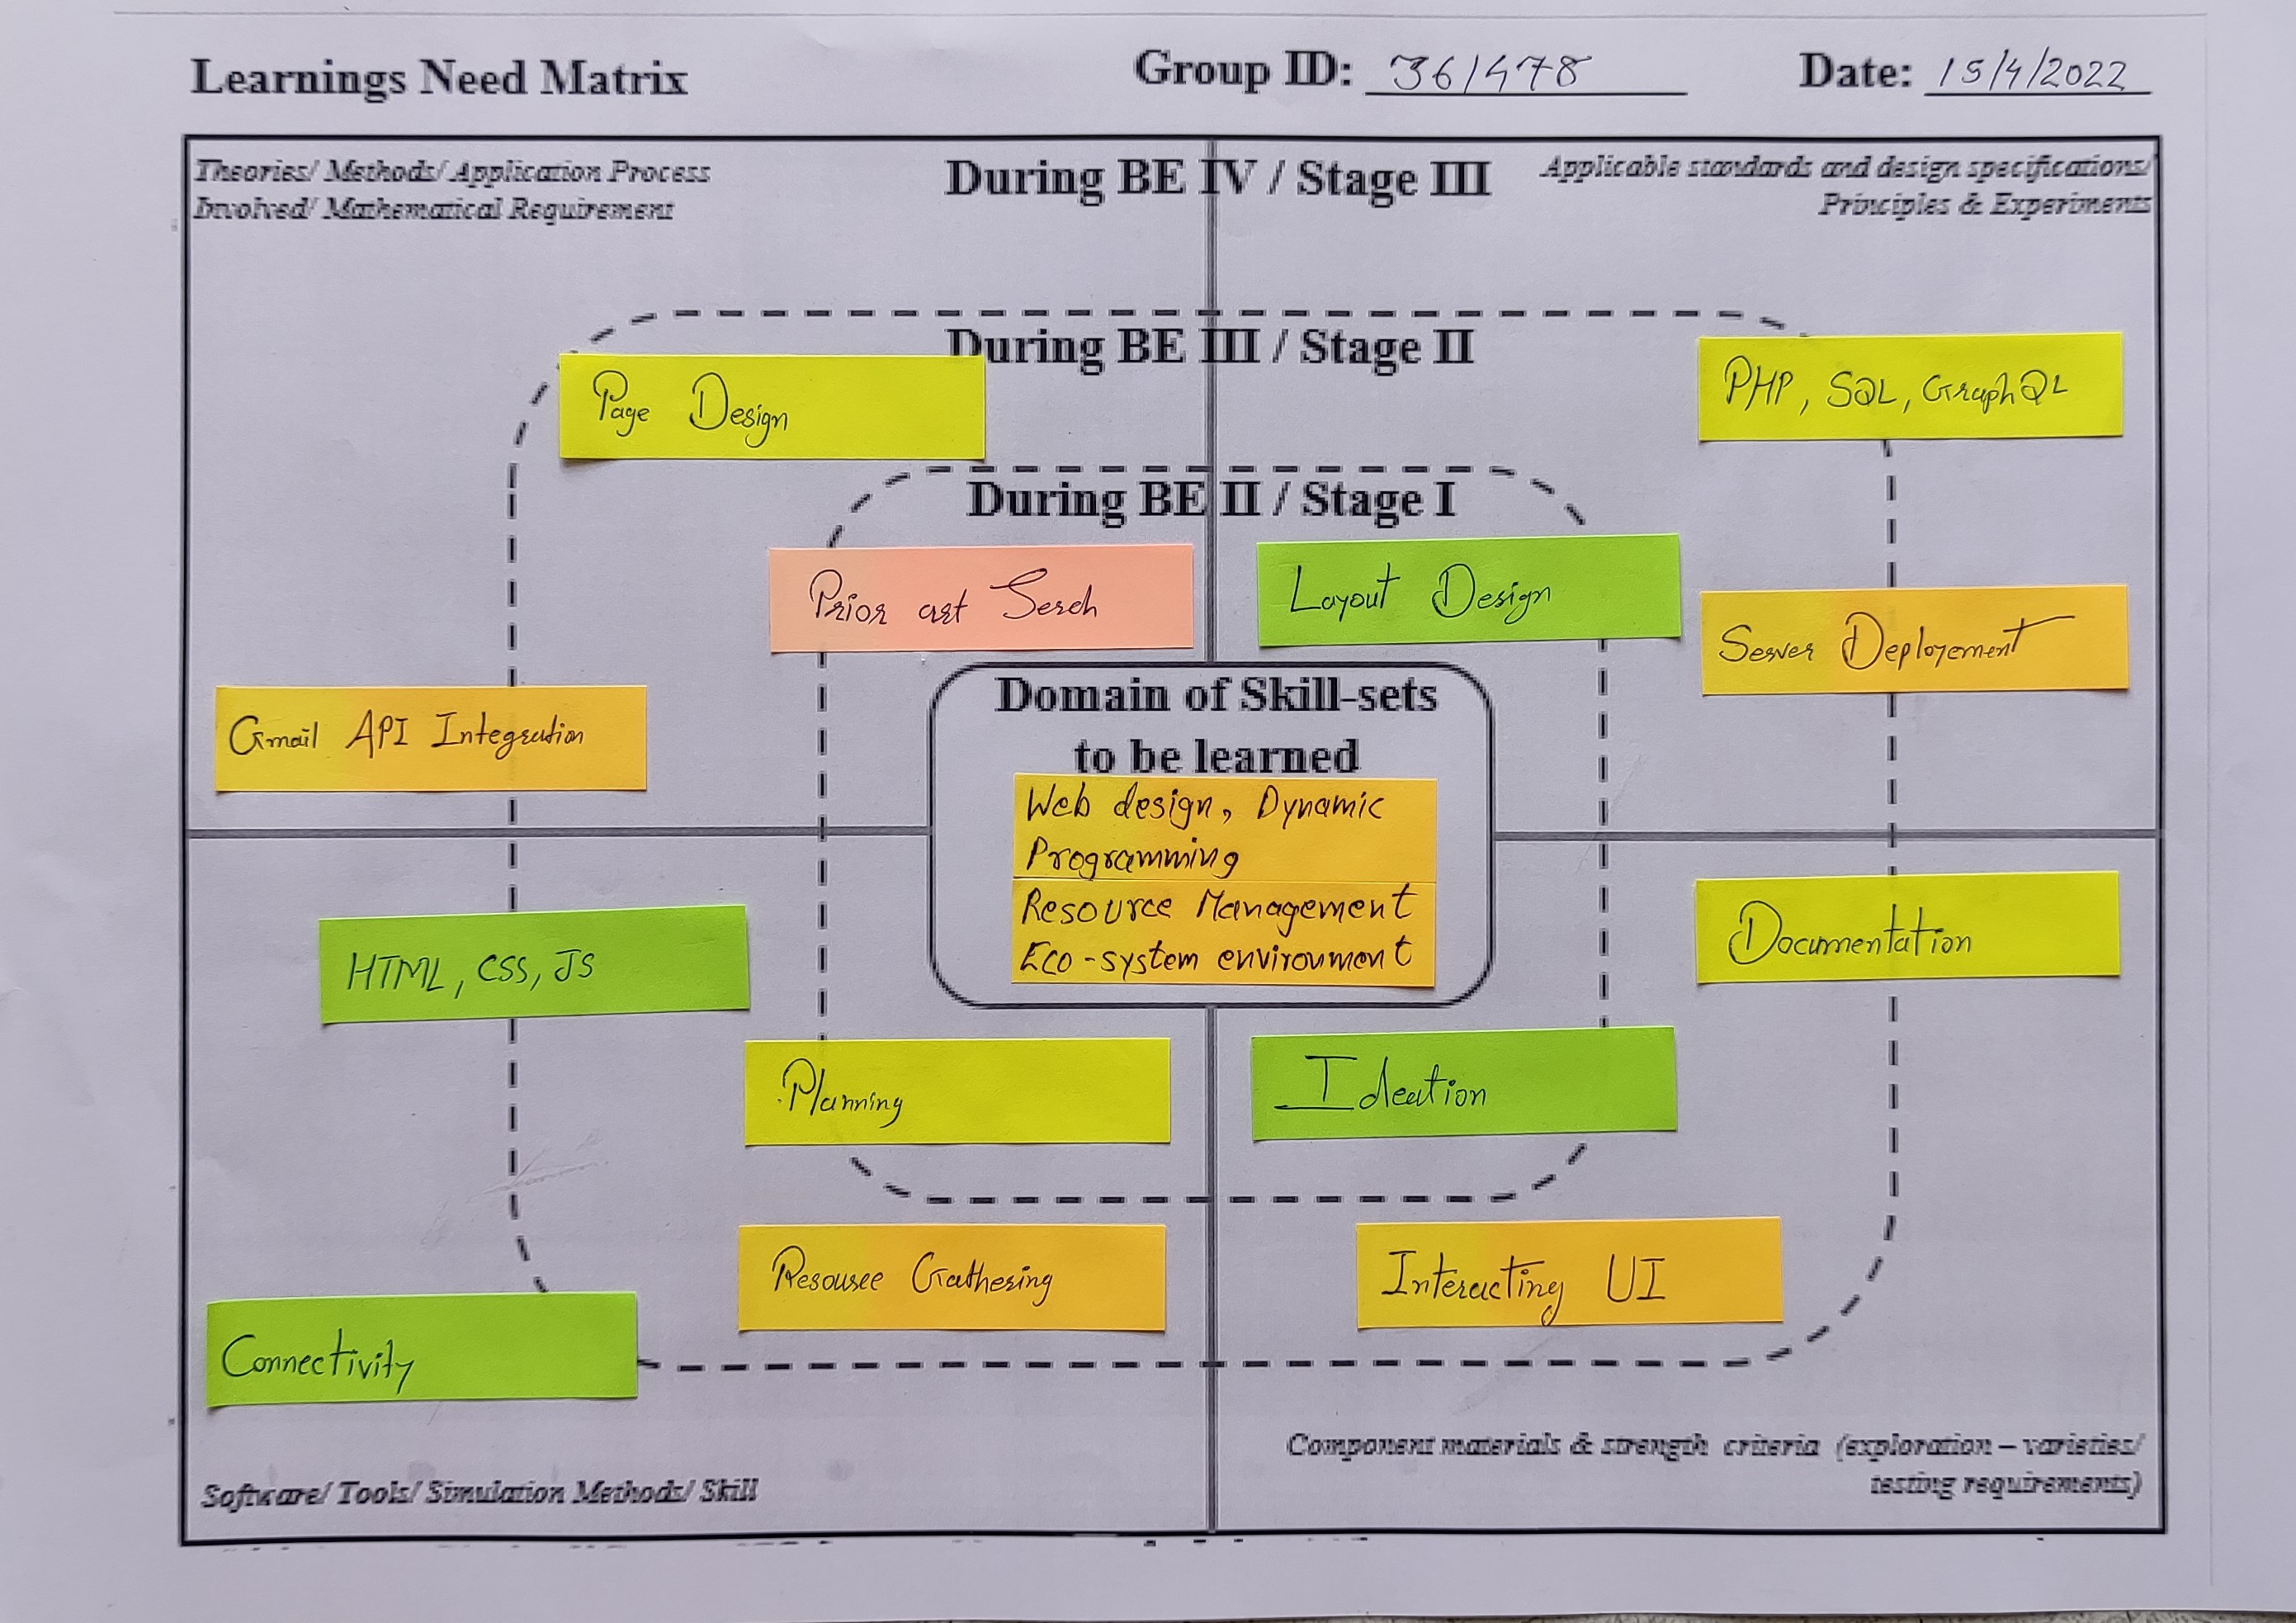 Learnings Need Matrix
Group ID: 36/478
Date: 15/4/2022
Theories/ Methods/ Application Process
Involved/ Mathematical Requirement
During BE IV / Stage III
Applicable standards and design specifications/
Principles & Experiments
During BE III / Stage II
Page Design
PHP, SQL, GraphQL
During BE II / Stage I
Prior art Serch
Layout Design
Server Deployement
Gmail API Integration
Domain of Skill-sets
to be learned
Web design, Dynamic
Programming
Resource Management
Eco-system environment
HTML, CSS, JS
Documentation
Planning
Ideation
Resource Gathering
Interacting UI
Connectivity
Component materials & strength criteria (exploration – varieties/
testing requirements)
Software/ Tools/ Simulation Methods/ Skill